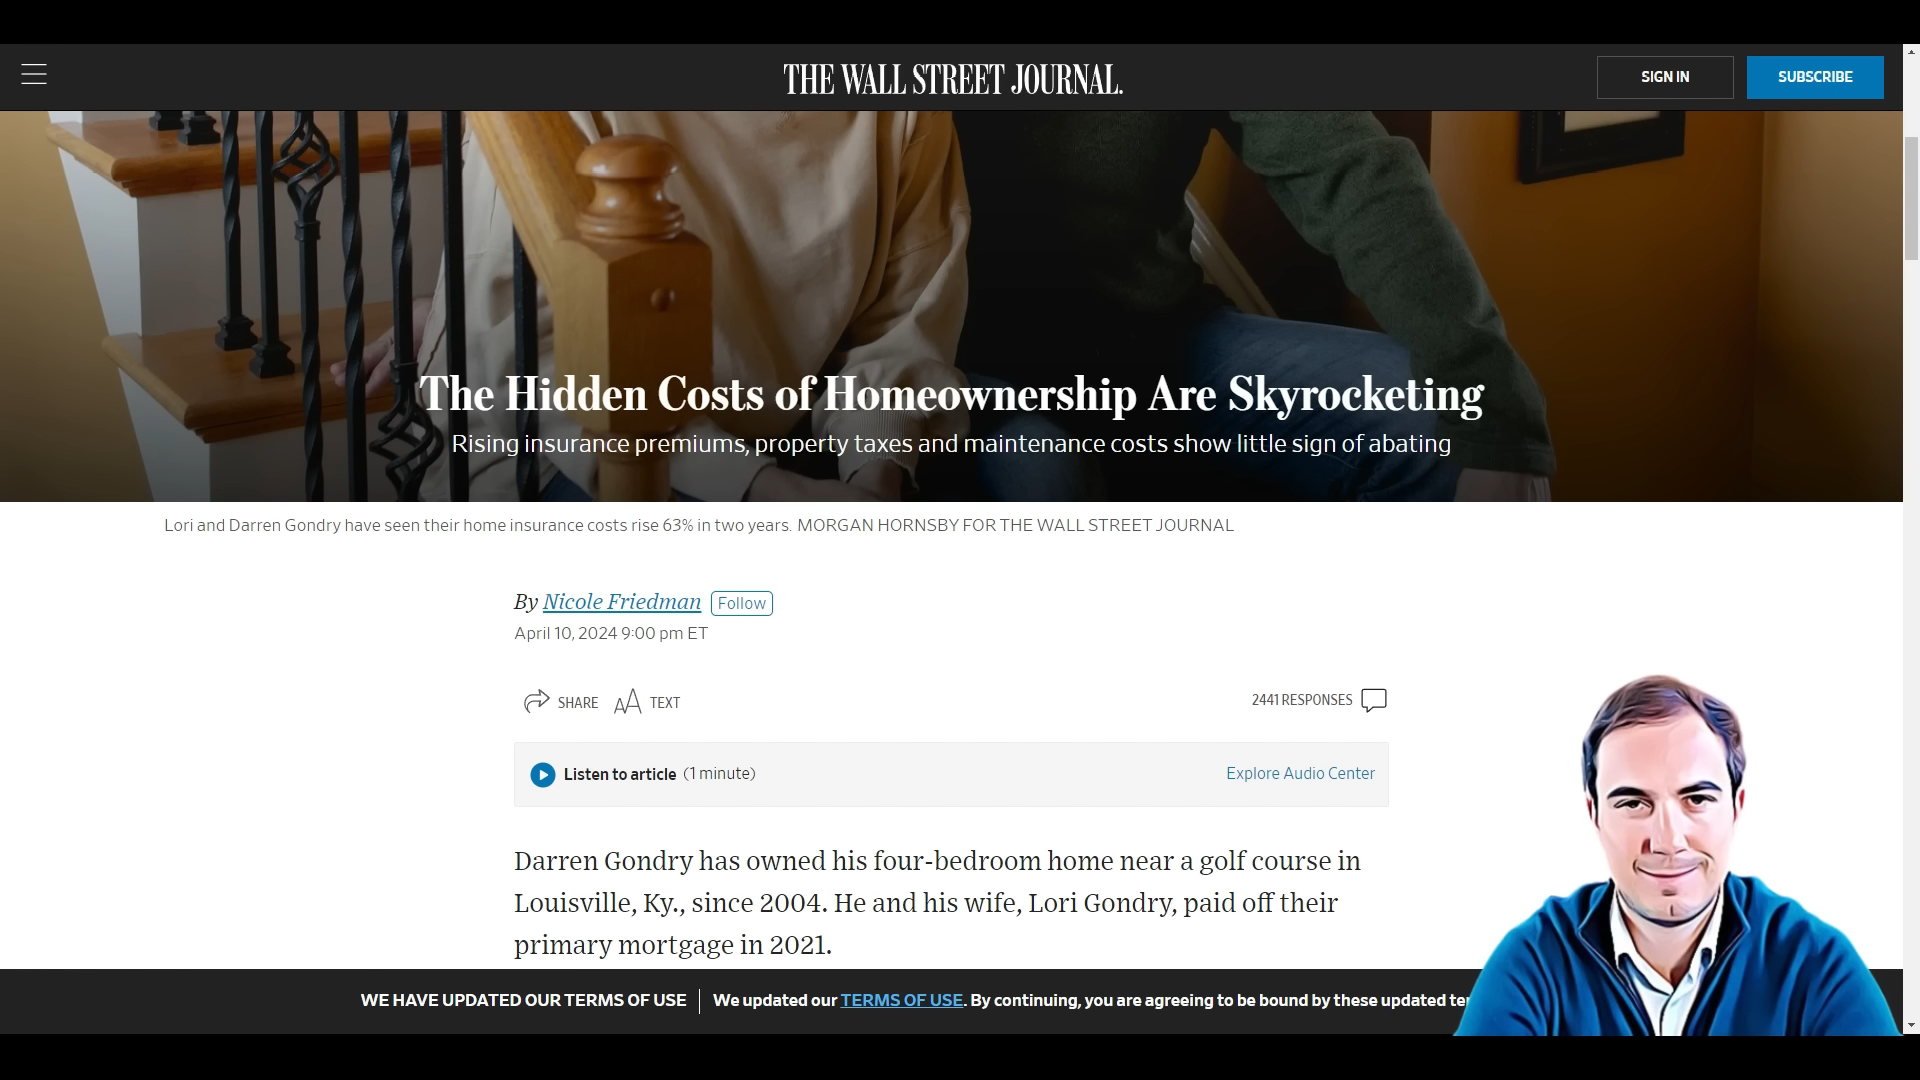 THE WALL STREET JOURNAL.
SIGN IN
SUBSCRIBE
The Hidden Costs of Homeownership Are Skyrocketing
Rising insurance premiums, property taxes and maintenance costs show little sign of abating
Lori and Darren Gondry have seen their home insurance costs rise 63% in two years. MORGAN HORNSBY FOR THE WALL STREET JOURNAL
By Nicole Friedman Follow
April 10, 2024 9:00 pm ET
SHARE AA TEXT
2441 RESPONSES
Listen to article (1 minute)
Explore Audio Center
Darren Gondry has owned his four-bedroom home near a golf course in
Louisville, Ky., since 2004. He and his wife, Lori Gondry, paid off their
primary mortgage in 2021.
WE HAVE UPDATED OUR TERMS OF USE
We updated our TERMS OF USE. By continuing, you are agreeing to be bound by these updated